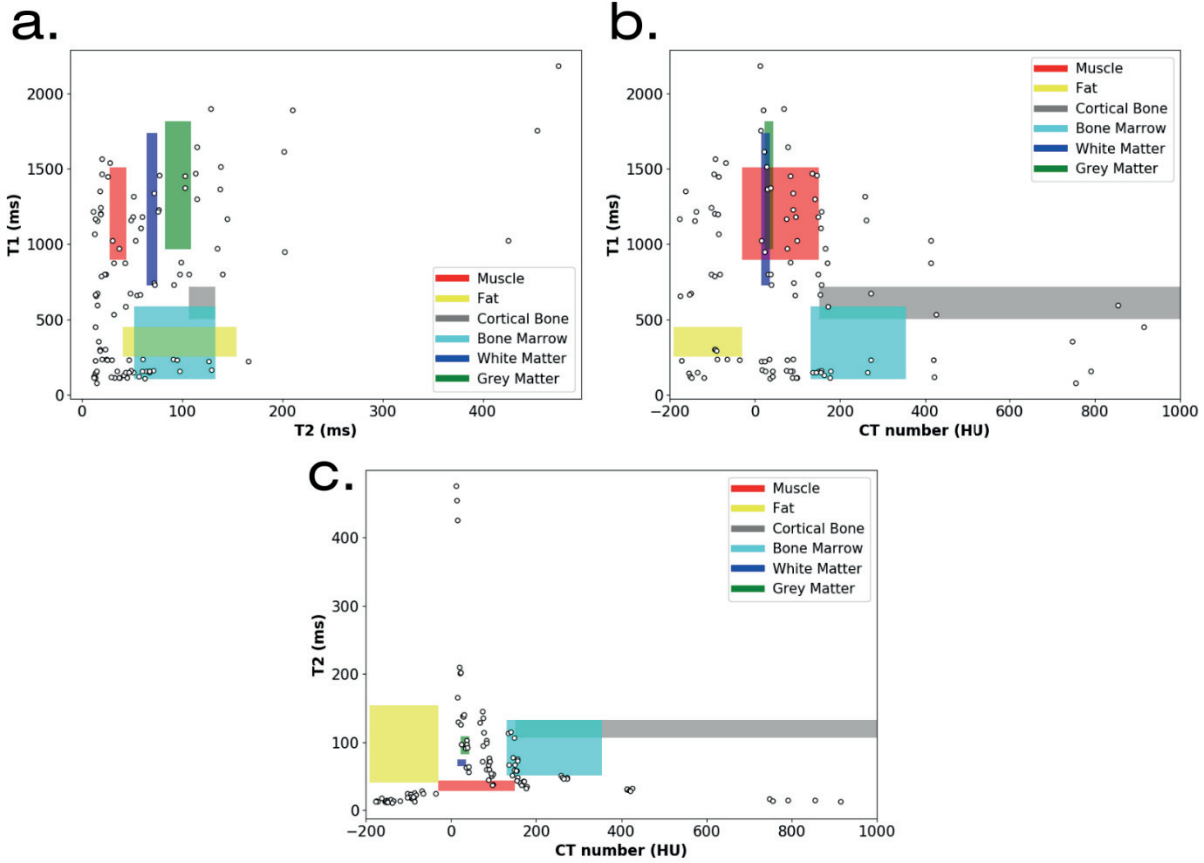 a.
2000
1500
1000
500
0
T1 (ms)
0
100
200
300
400
T2 (ms)
Muscle
Fat
Cortical Bone
Bone Marrow
White Matter
Grey Matter
b.
2000
1500
1000
500
0
T1 (ms)
−200
0
200
400
600
800
1000
CT number (HU)
Muscle
Fat
Cortical Bone
Bone Marrow
White Matter
Grey Matter
c.
400
300
200
100
0
T2 (ms)
−200
0
200
400
600
800
1000
CT number (HU)
Muscle
Fat
Cortical Bone
Bone Marrow
White Matter
Grey Matter